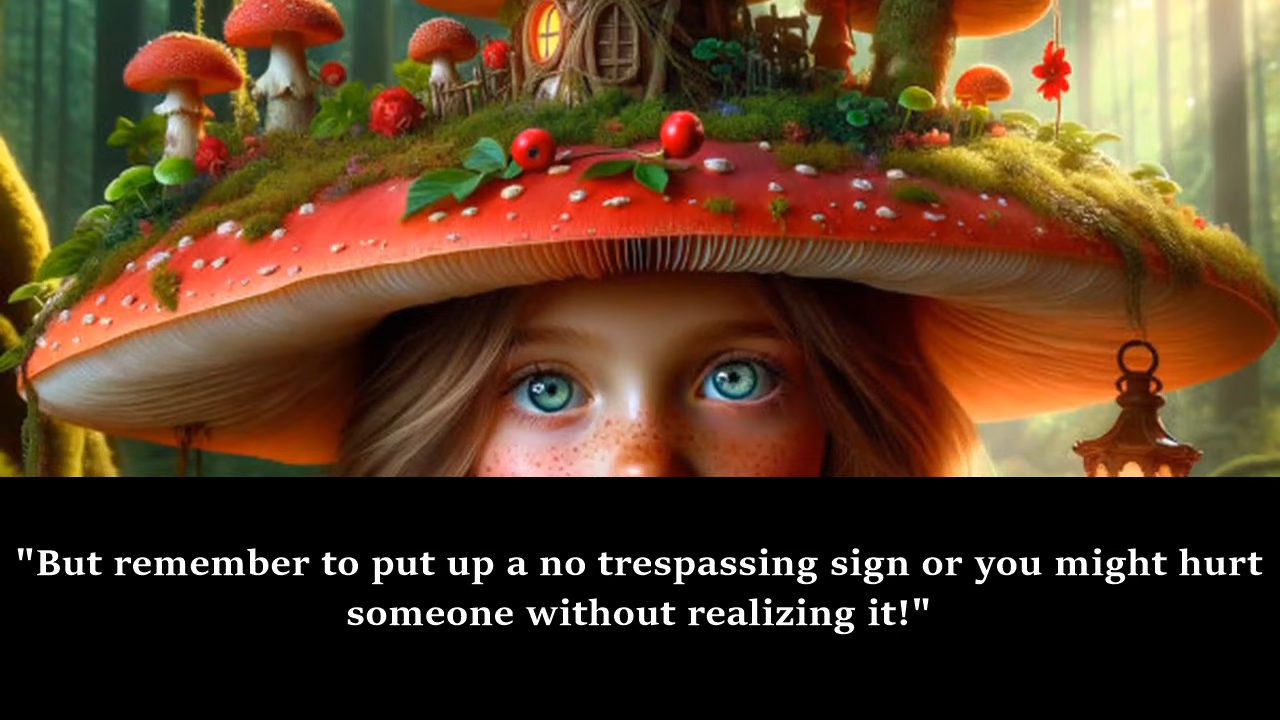 "But remember to put up a no trespassing sign or you might hurt
someone without realizing it!"